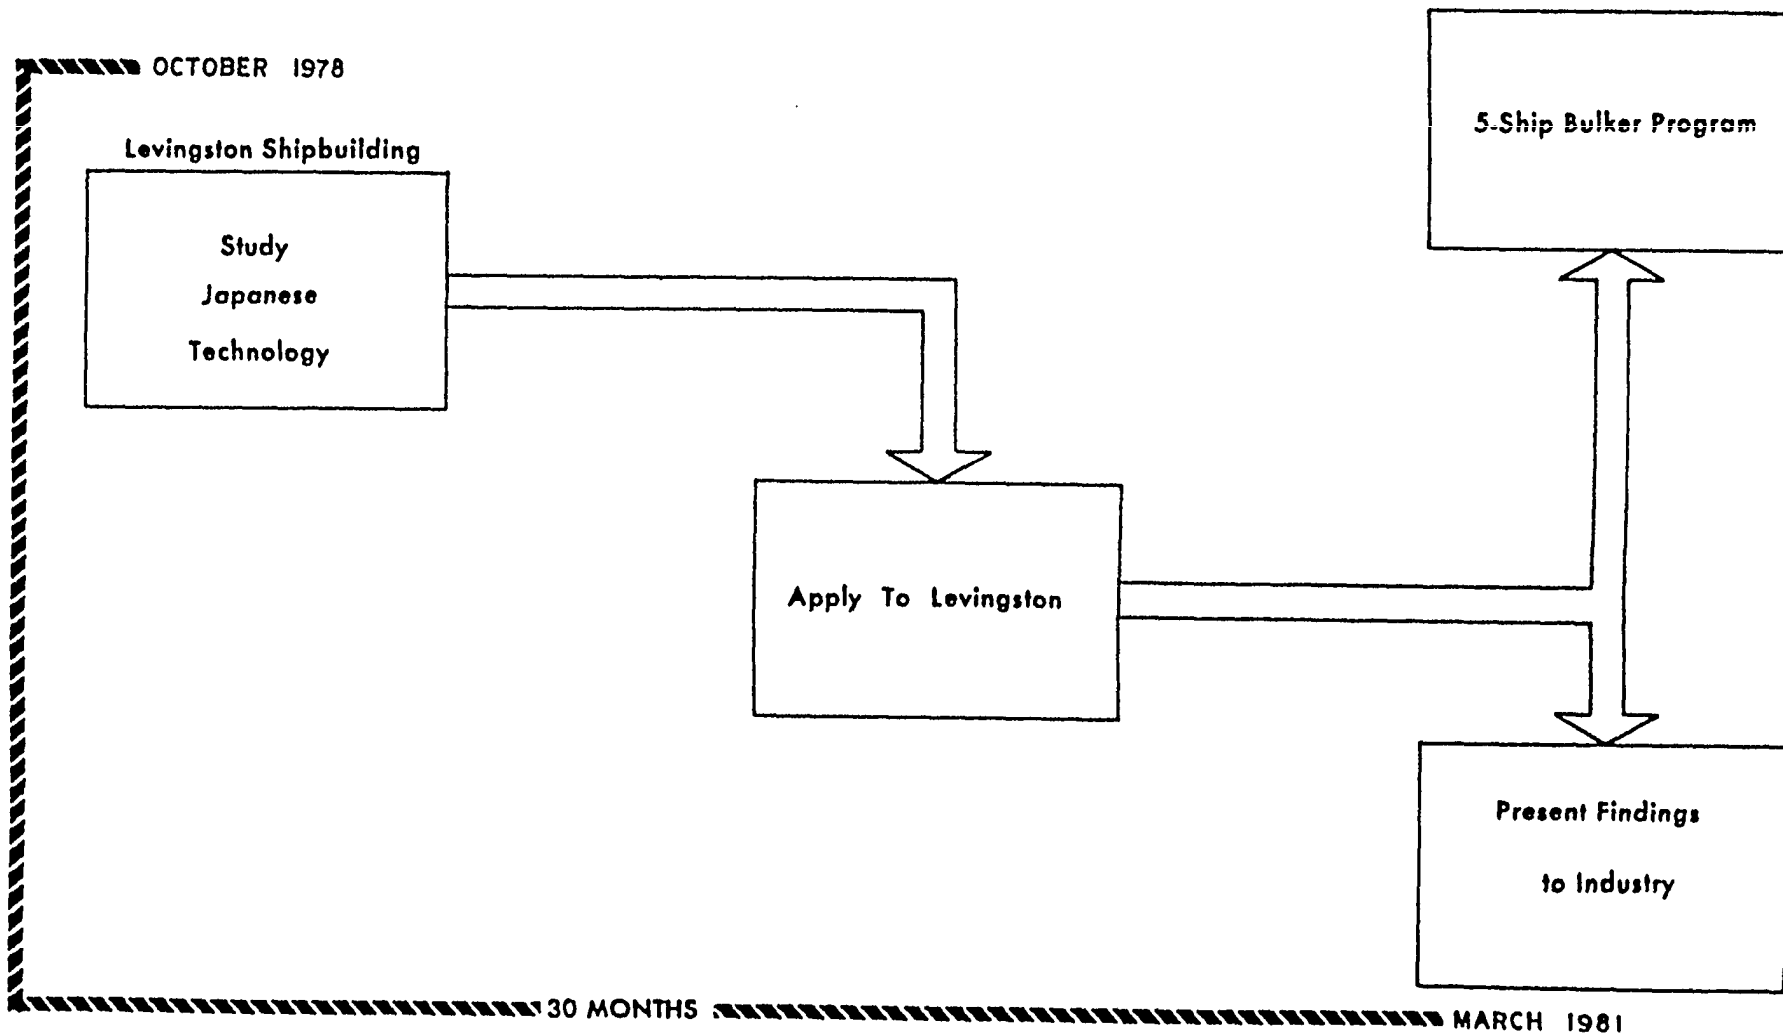 OCTOBER 1978
Levingston Shipbuilding
Study
Japanese
Technology
5-Ship Bulker Program
Apply To Levingston
Present Findings
to Industry
30 MONTHS
MARCH 1981